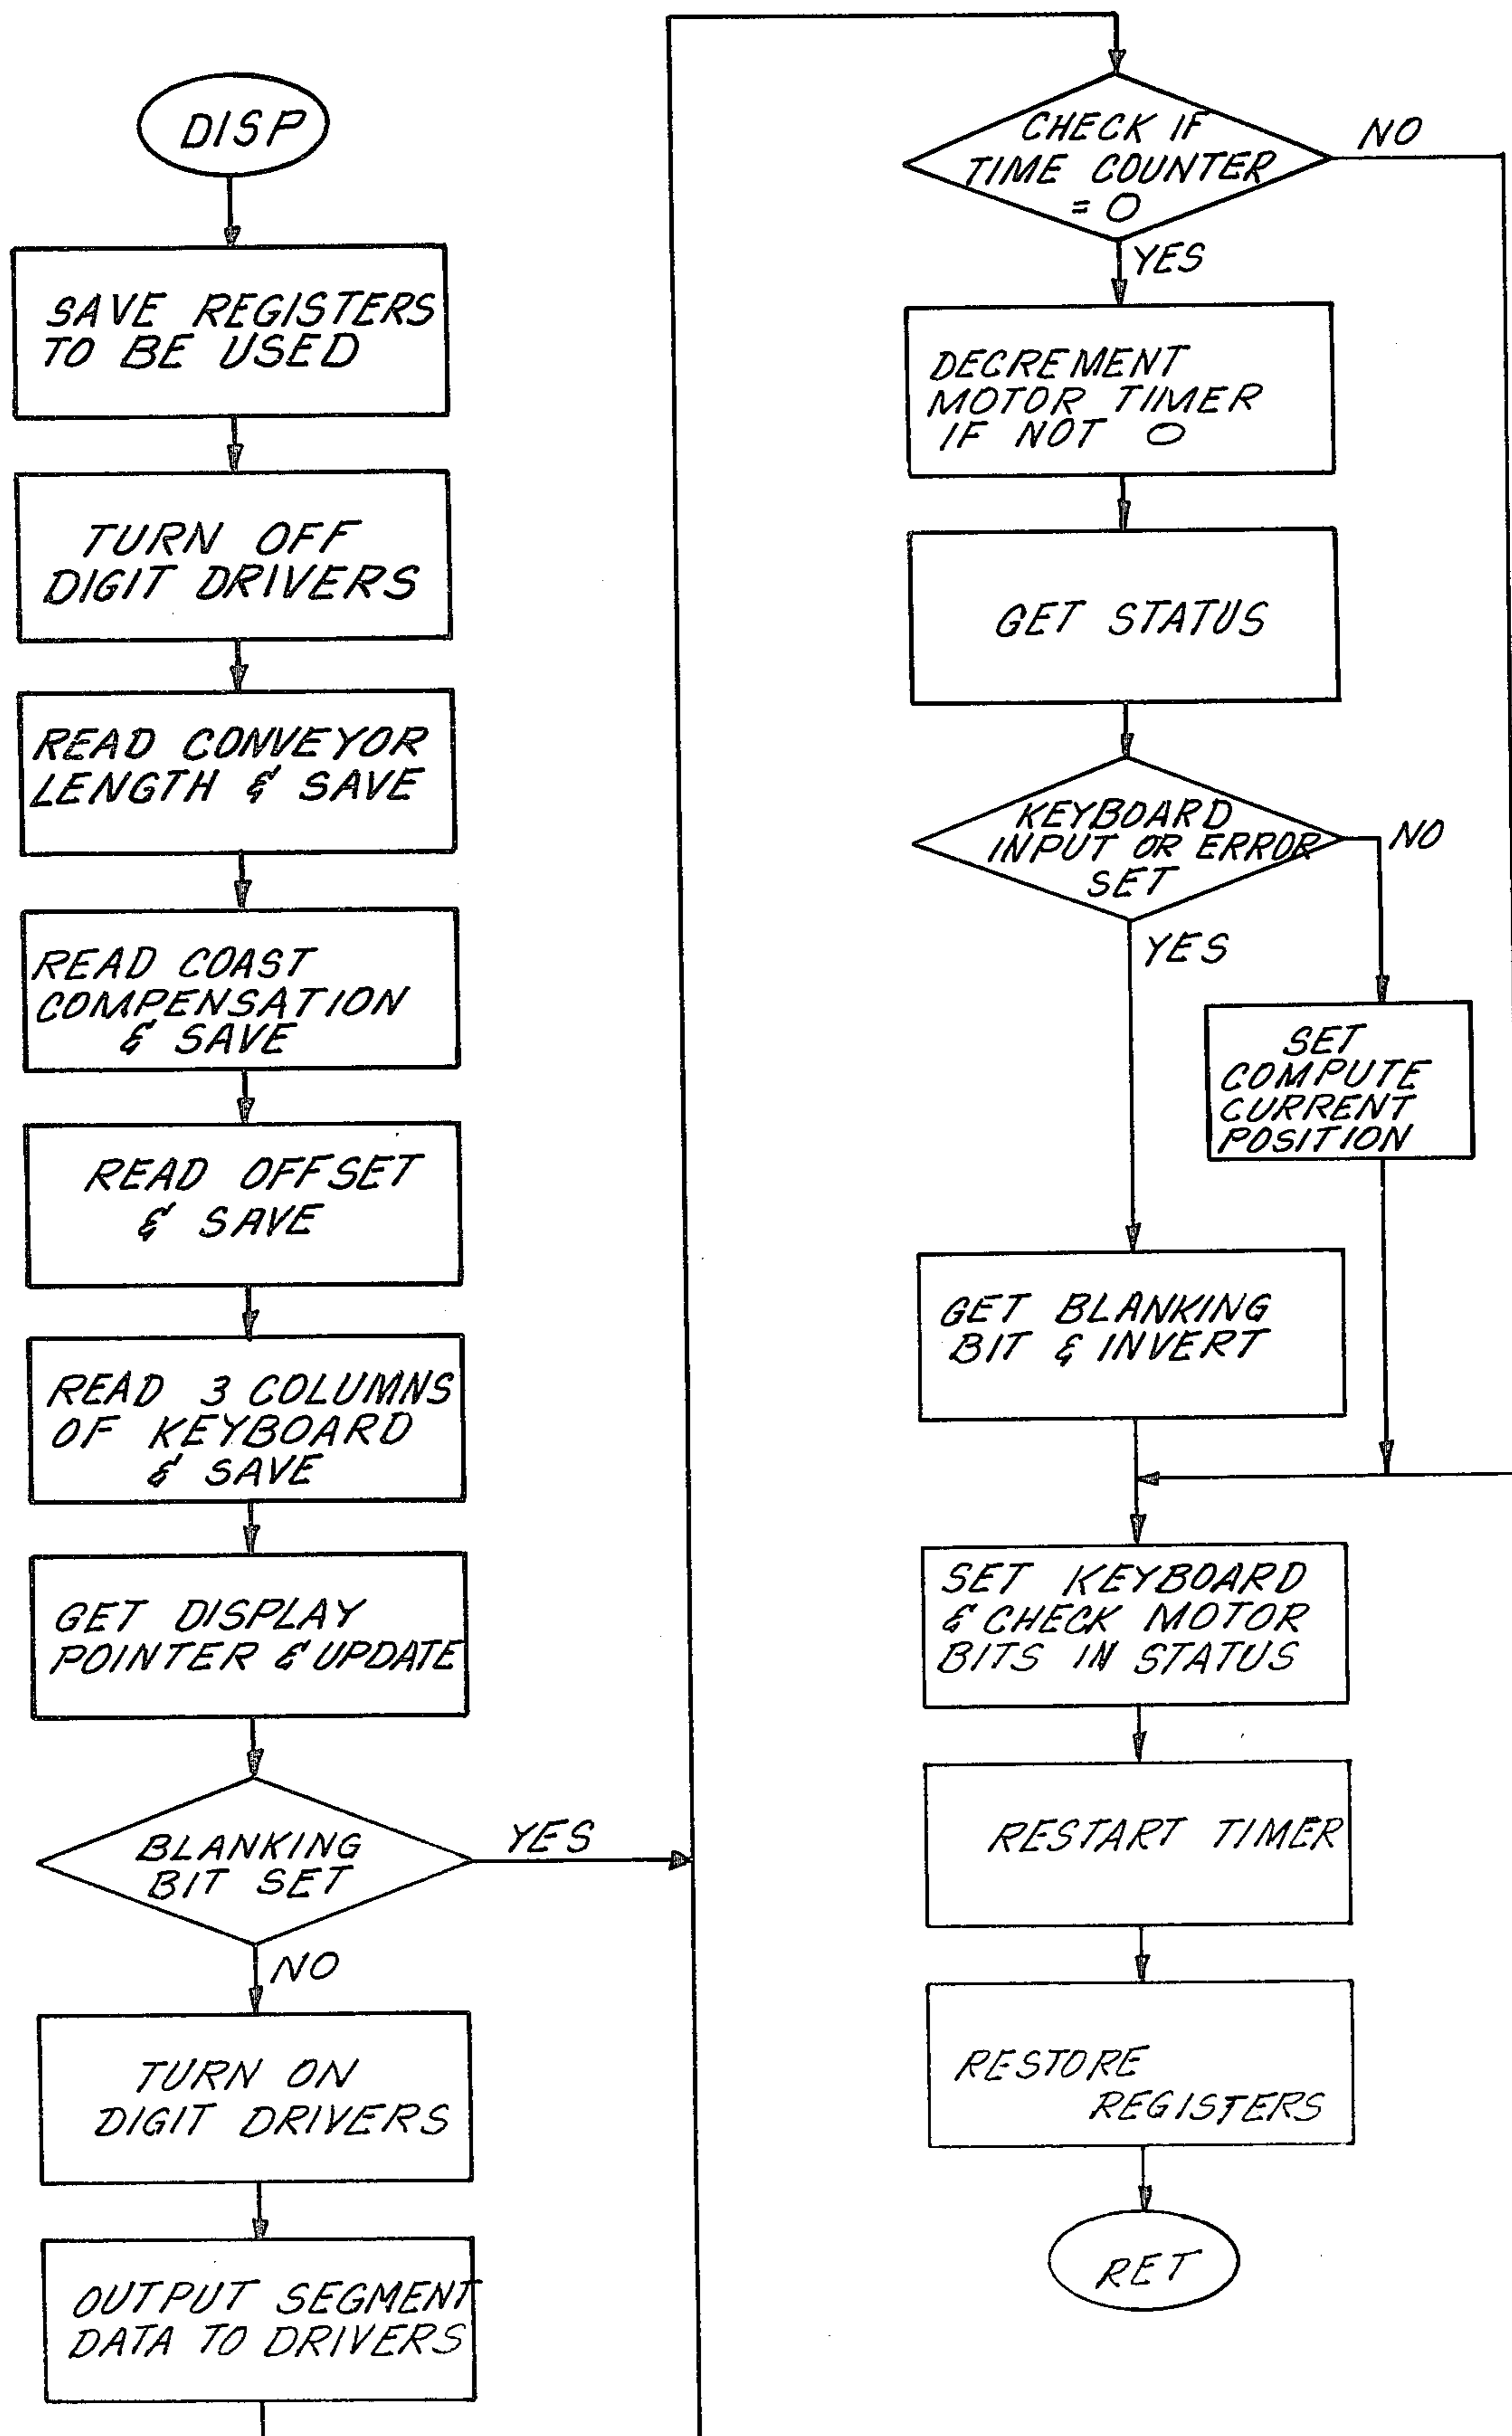 DISP
SAVE REGISTERS
TO BE USED
TURN OFF
DIGIT DRIVERS
READ CONVEYOR
LENGTH & SAVE
READ COAST
COMPENSATION
& SAVE
READ OFFSET
& SAVE
READ 3 COLUMNS
OF KEYBOARD
& SAVE
GET DISPLAY
POINTER & UPDATE
BLANKING
BIT SET
YES
NO
TURN ON
DIGIT DRIVERS
OUTPUT SEGMENT
DATA TO DRIVERS
CHECK IF
TIME COUNTER
= 0
NO
YES
DECREMENT
MOTOR TIMER
IF NOT 0
GET STATUS
KEYBOARD
INPUT OR ERROR
SET
NO
YES
SET
COMPUTE
CURRENT
POSITION
GET BLANKING
BIT & INVERT
SET KEYBOARD
& CHECK MOTOR
BITS IN STATUS
RESTART TIMER
RESTORE
REGISTERS
RET